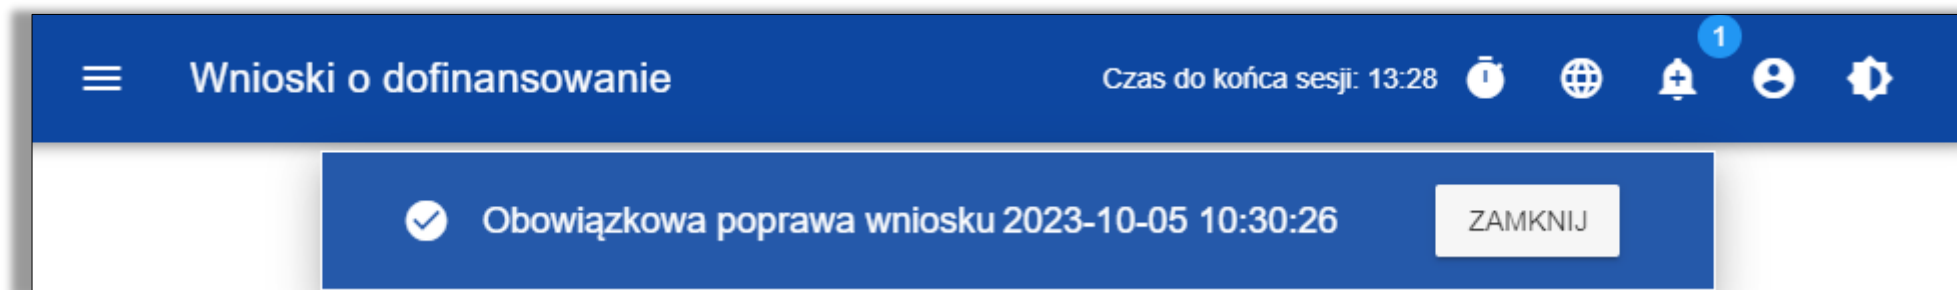 Wnioski o dofinansowanie
Czas do końca sesji: 13:28
1
Obowiązkowa poprawa wniosku 2023-10-05 10:30:26
ZAMKNIJ